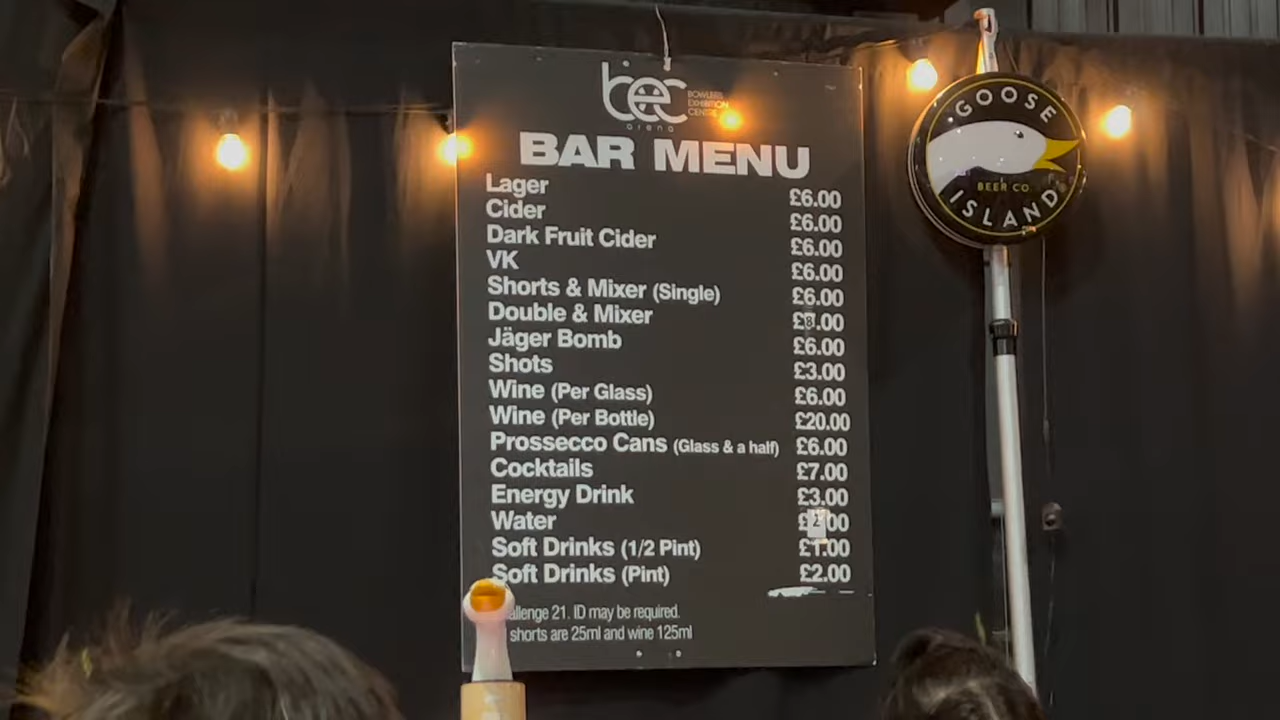 bec
BOWLERS
EXHIBITION
CENTRE
arena
BAR MENU
Lager £6.00
Cider £6.00
Dark Fruit Cider £6.00
VK £6.00
Shorts & Mixer (Single) £6.00
Double & Mixer £8.00
Jäger Bomb £6.00
Shots £3.00
Wine (Per Glass) £6.00
Wine (Per Bottle) £20.00
Prossecco Cans (Glass & a half) £6.00
Cocktails £7.00
Energy Drink £3.00
Water £2.00
Soft Drinks (1/2 Pint) £1.00
Soft Drinks (Pint) £2.00
allenge 21. ID may be required.
shorts are 25ml and wine 125ml
GOOSE
BEER CO.
ISLAND